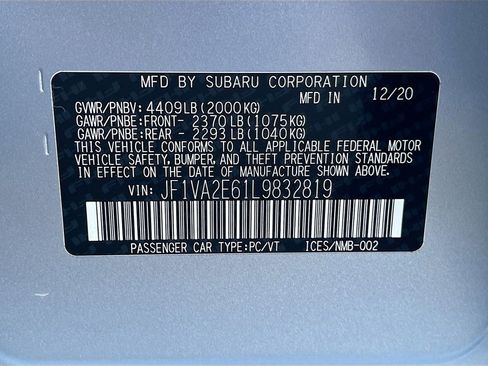 MFD BY SUBARU CORPORATION
MFD IN 12/20
GVWR/PNBV: 4409LB(2000KG)
GAWR/PNBE:FRONT- 2370LB(1075KG)
GAWR/PNBE:REAR - 2293LB(1040KG)
THIS VEHICLE CONFORMS TO ALL APPLICABLE FEDERAL MOTOR
VEHICLE SAFETY, BUMPER, AND THEFT PREVENTION STANDARDS
IN EFFECT ON THE DATE OF MANUFACTURE SHOWN ABOVE.
VIN: JF1VA2E61L9832819
PASSENGER CAR TYPE:PC/VT ICES/NMB-002